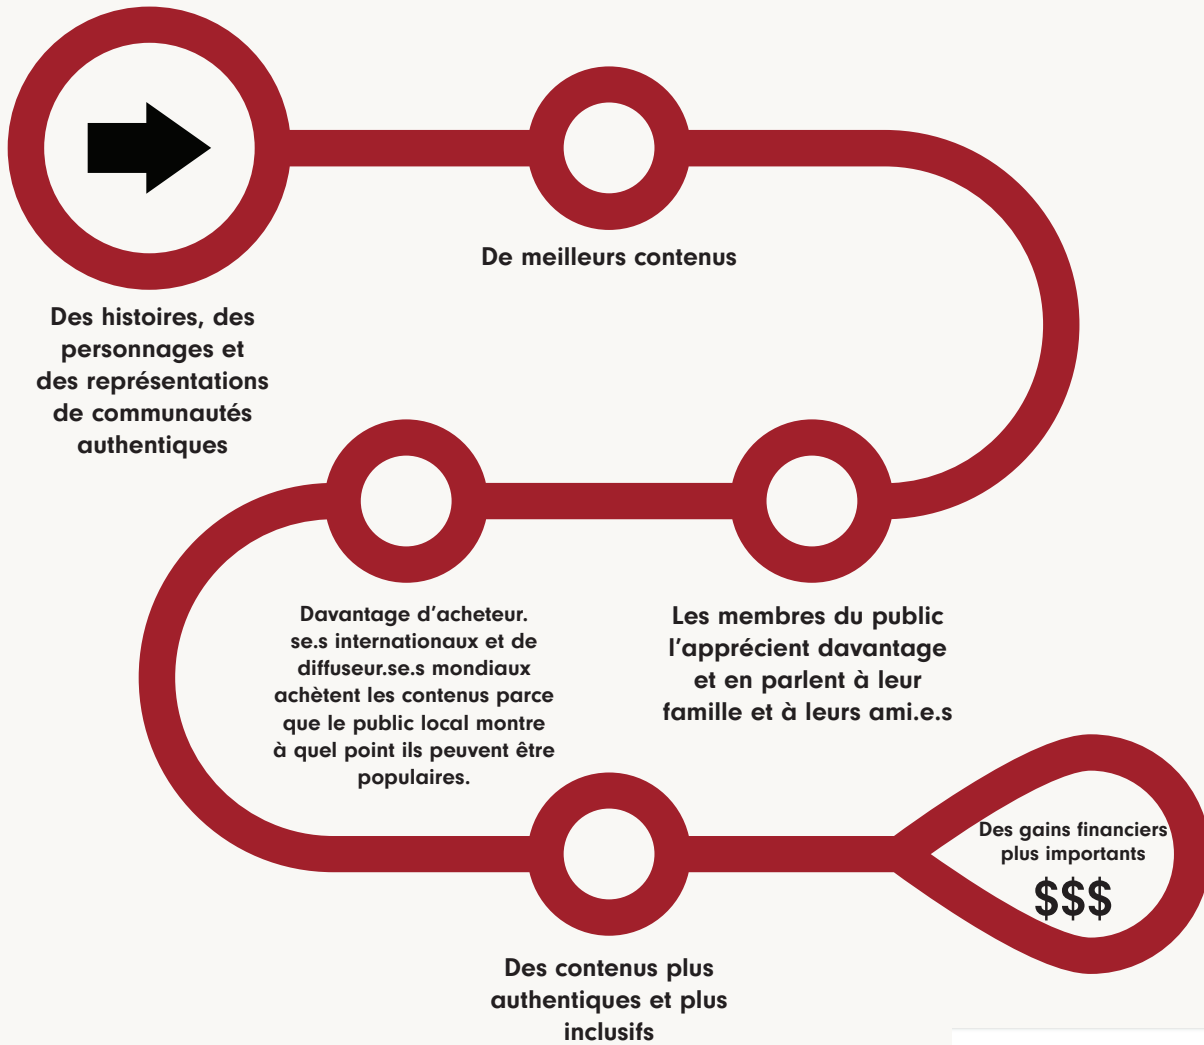 Des histoires, des
personnages et
des représentations
de communautés
authentiques
De meilleurs contenus
Les membres du public
l'apprécient davantage
et en parlent à leur
famille et à leurs ami.e.s
Davantage d'acheteur.
se.s internationaux et de
diffuseur.se.s mondiaux
achètent les contenus parce
que le public local montre
à quel point ils peuvent être
populaires.
Des contenus plus
authentiques et plus
inclusifs
Des gains financiers
plus importants
$$$